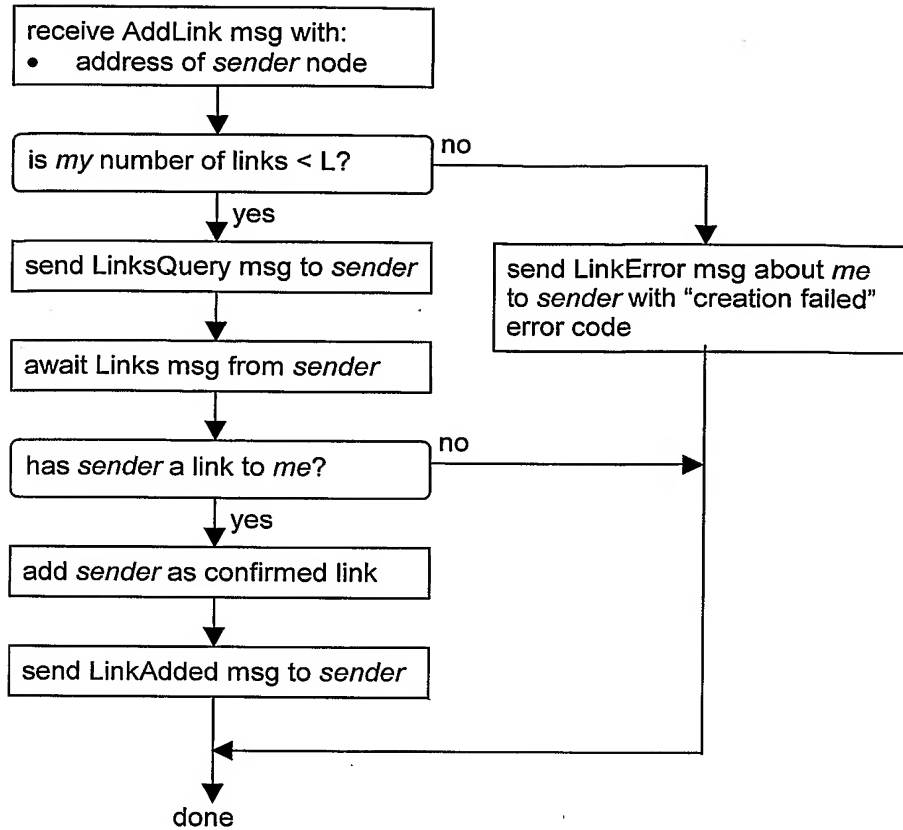 receive AddLink msg with:
• address of sender node
is my number of links < L?
no
yes
send LinksQuery msg to sender
send LinkError msg about me
to sender with “creation failed”
error code
await Links msg from sender
has sender a link to me?
no
yes
add sender as confirmed link
send LinkAdded msg to sender
done